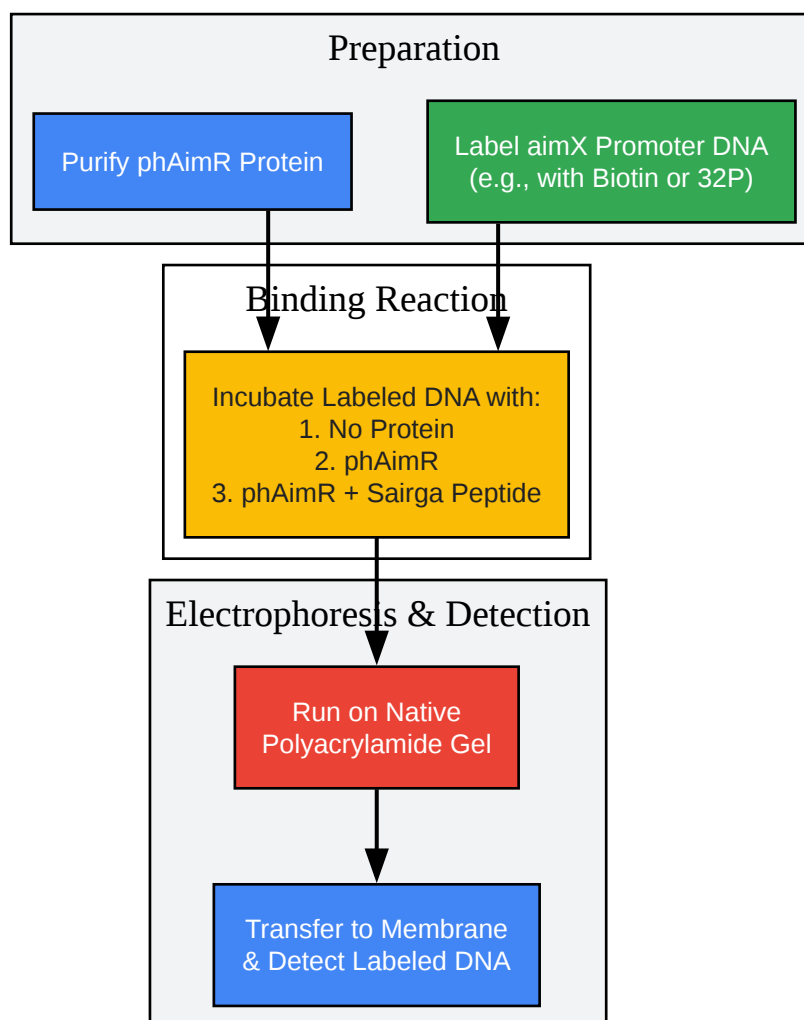 Preparation
Purify phAimR Protein
Label aimX Promoter DNA
(e.g., with Biotin or 32P)
Binding Reaction
Incubate Labeled DNA with:
1. No Protein
2. phAimR
3. phAimR + Sairga Peptide
Electrophoresis & Detection
Run on Native
Polyacrylamide Gel
Transfer to Membrane
& Detect Labeled DNA